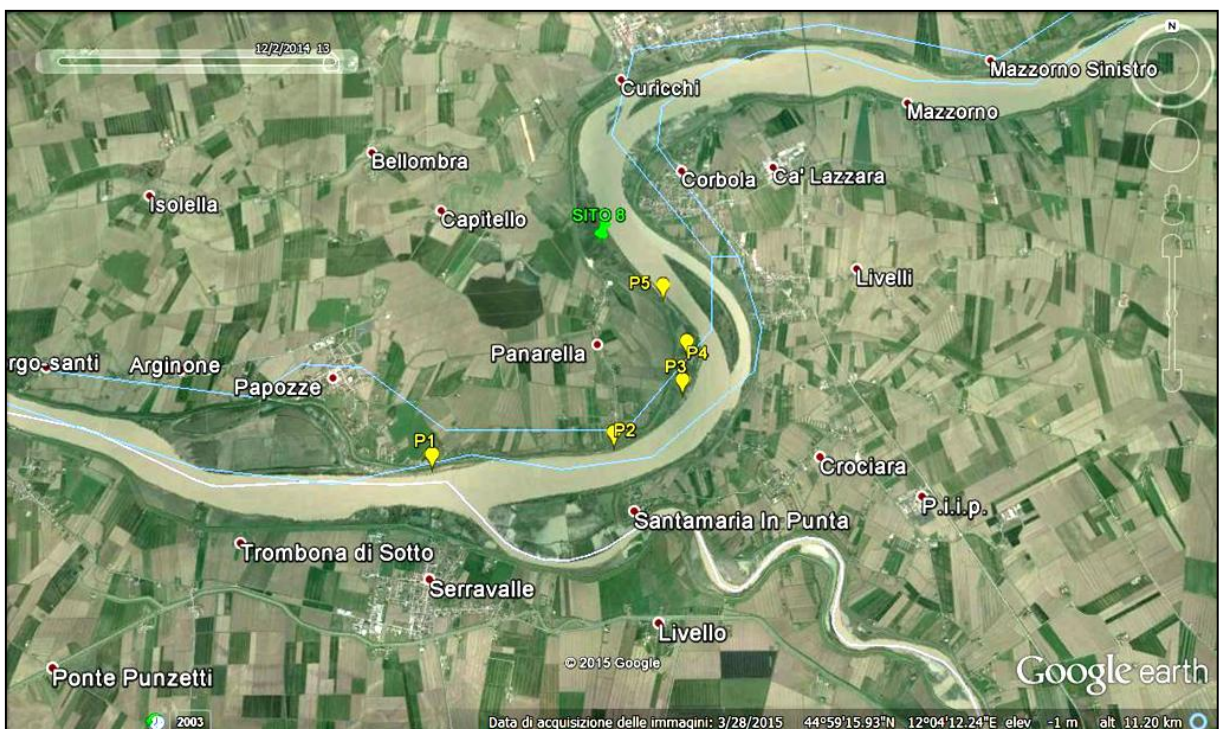 12/2/2014 13
N
Mazzorno Sinistro
Curicchi
Mazzorno
Bellombra
Corbola
Ca' Lazzara
Isolella
Capitello
SITO 8
Livelli
P5
Panarella
P4
rgo-santi
Arginone
P3
Papozze
P2
P1
Crociara
P.i.i.p.
Santamaria In Punta
Trombona di Sotto
Serravalle
Livello
© 2015 Google
Ponte Punzetti
Google earth
2003
Data di acquisizione delle immagini: 3/28/2015 44°59'15.93"N 12°04'12.24"E elev -1 m alt 11.20 km